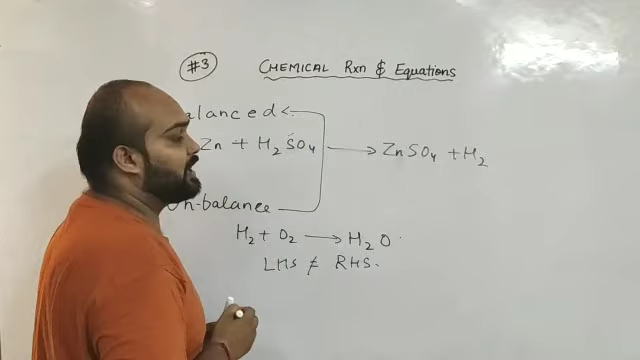 #3 CHEMICAL Rxn & Equations
alanced
Zn + H2SO4 → ZnSO4 + H2
n-balance
H2 + O2 → H2O
LHS ≠ RHS.